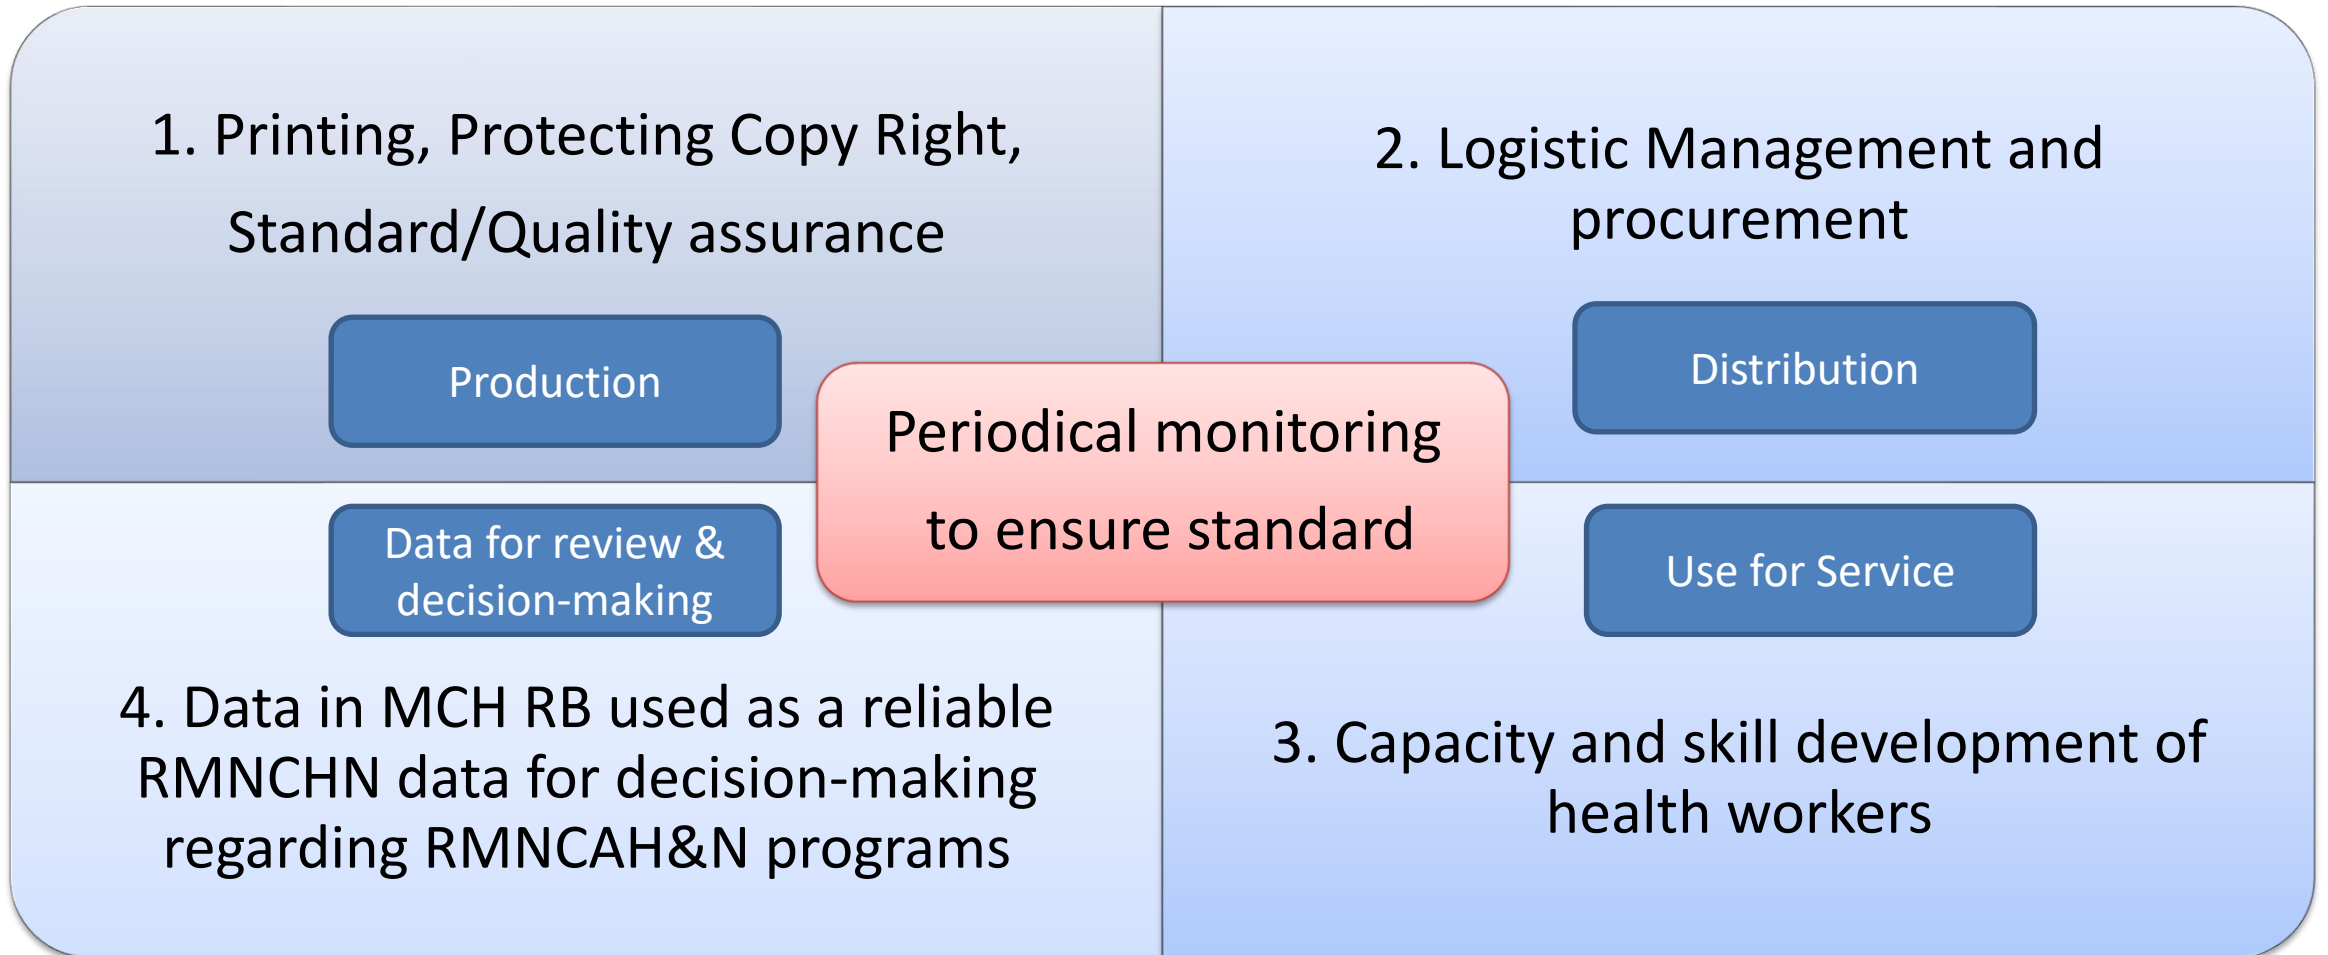 1. Printing, Protecting Copy Right,
Standard/Quality assurance
Production
2. Logistic Management and
procurement
Distribution
Periodical monitoring
to ensure standard
Use for Service
3. Capacity and skill development of
health workers
Data for review &
decision-making
4. Data in MCH RB used as a reliable
RMNCHN data for decision-making
regarding RMNCAH&N programs